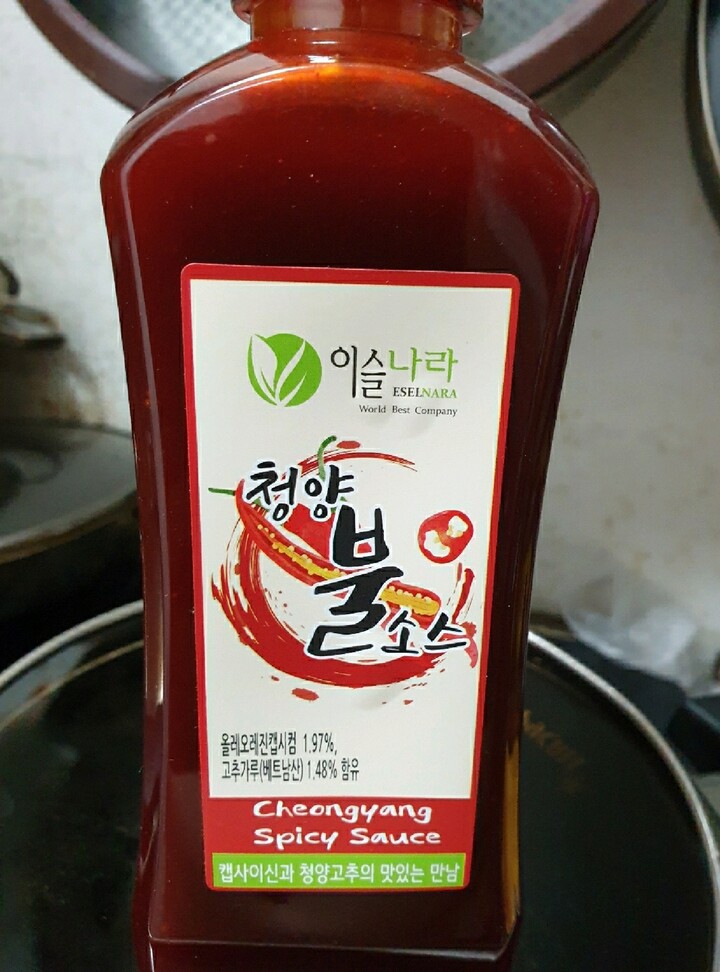 이슬나라
ESELNARA
World Best Company
청양
불
소스
올레오레진캡시컴 1.97%,
고추가루(베트남산) 1.48% 함유
Cheongyang
Spicy Sauce
캡사이신과 청양고추의 맛있는 만남